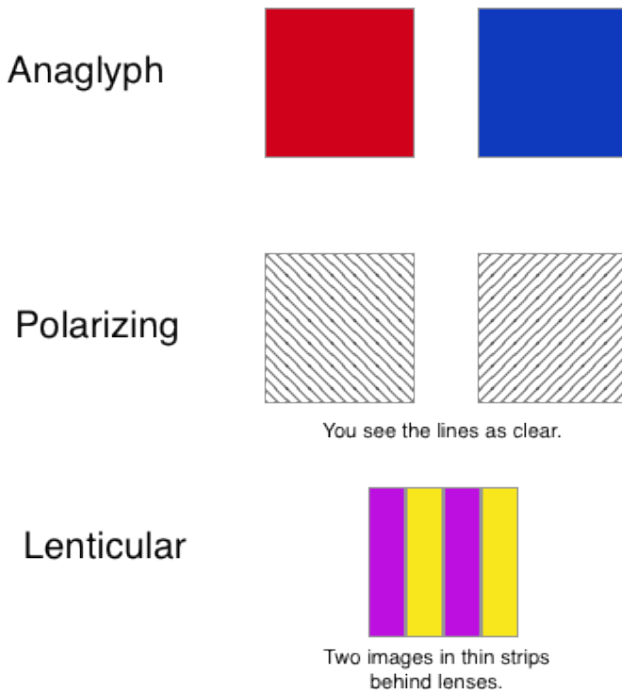 Anaglyph
Polarizing
You see the lines as clear.
Lenticular
Two images in thin strips
behind lenses.